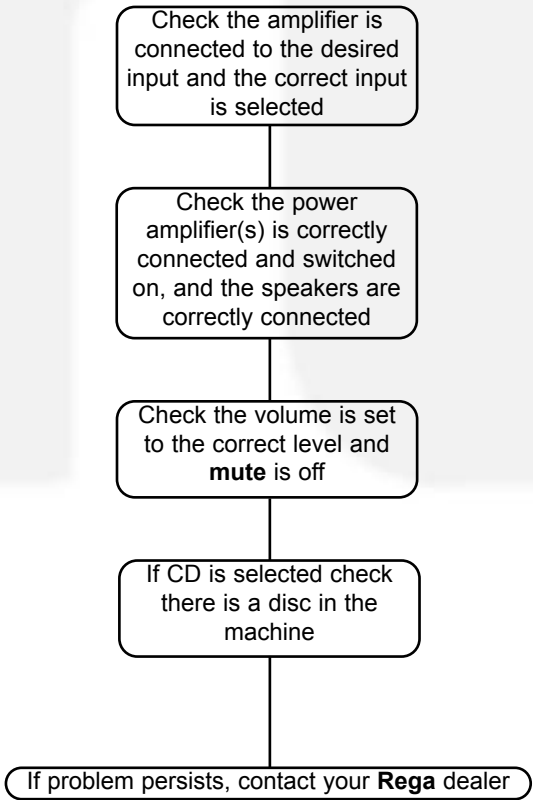 Check the amplifier is
connected to the desired
input and the correct input
is selected
Check the power
amplifier(s) is correctly
connected and switched
on, and the speakers are
correctly connected
Check the volume is set
to the correct level and
mute is off
If CD is selected check
there is a disc in the
machine
If problem persists, contact your Rega dealer